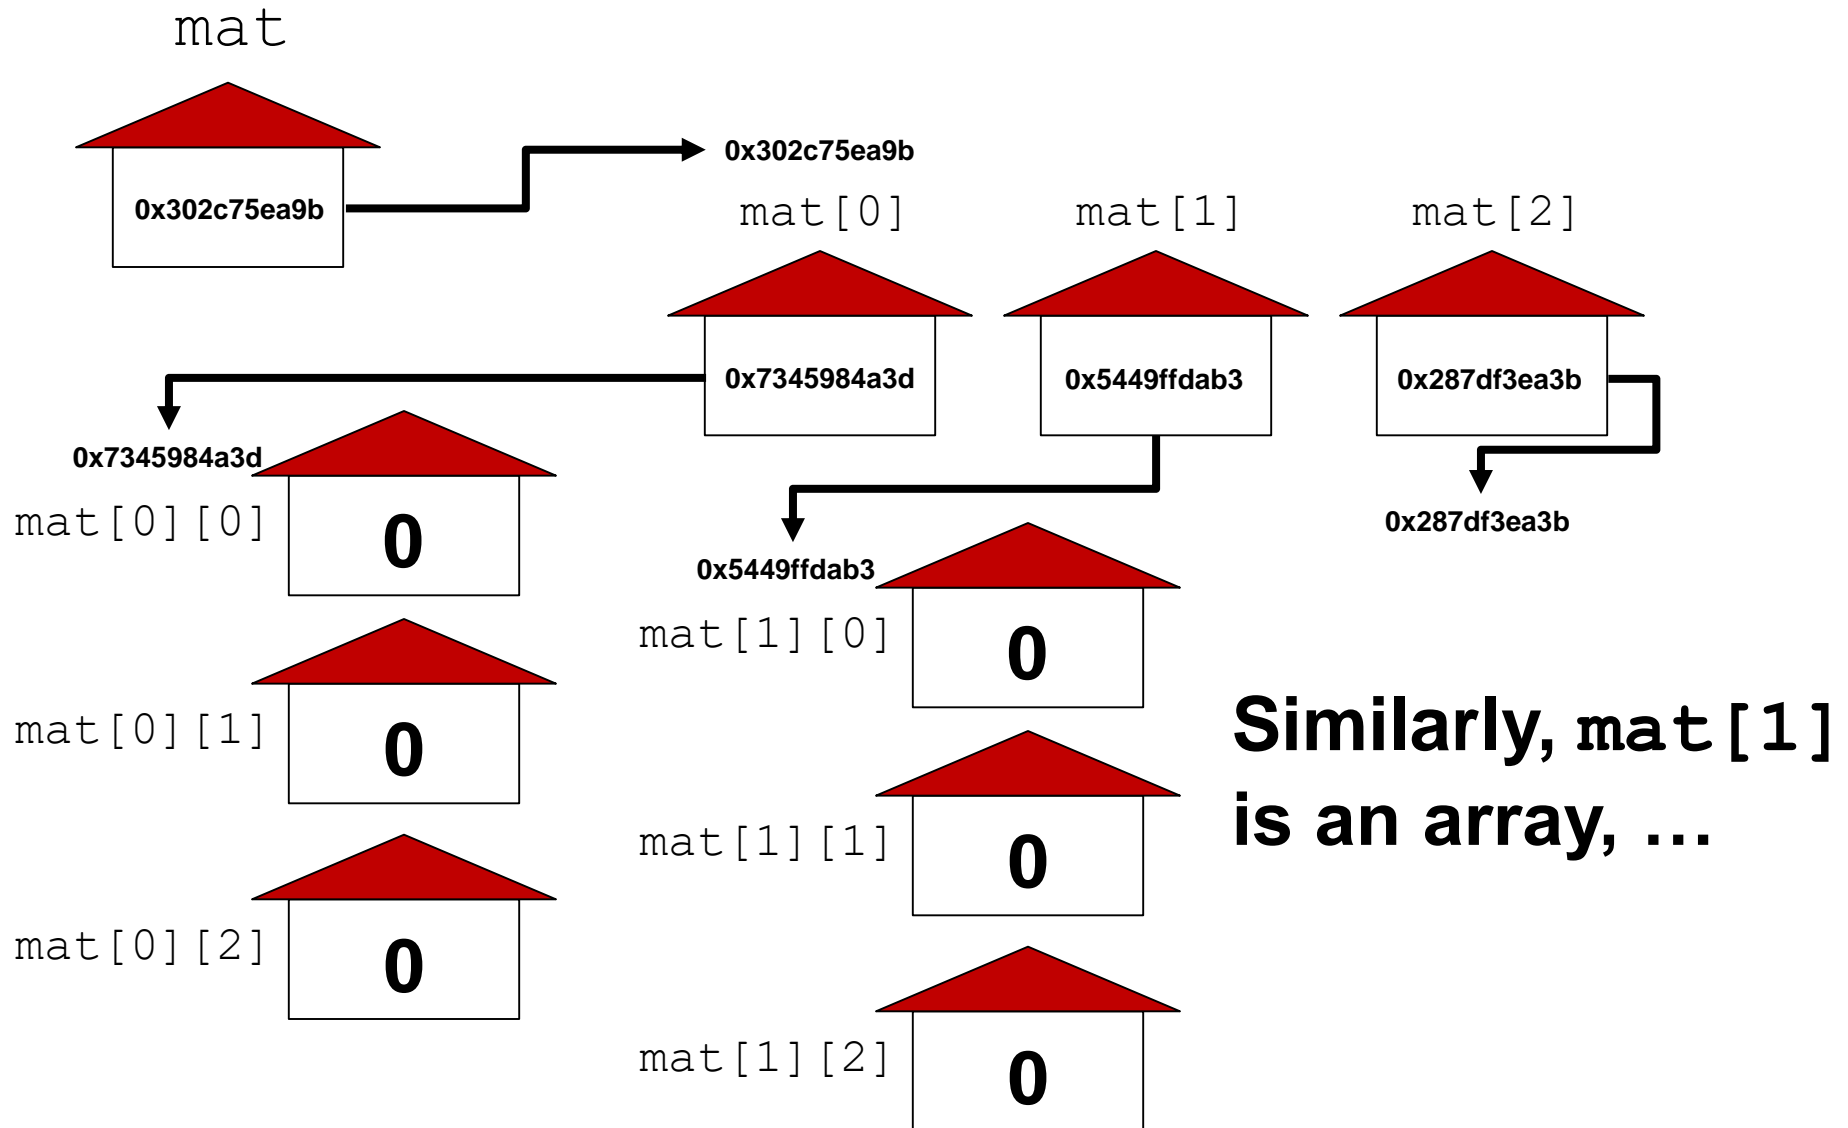 mat
0x302c75ea9b
0x302c75ea9b
mat[0] mat[1] mat[2]
0x7345984a3d 0x5449ffdab3 0x287df3ea3b
0x7345984a3d
mat[0][0] 0
0x287df3ea3b
0x5449ffdab3
mat[1][0] 0
mat[0][1] 0
Similarly, mat[1]
is an array, …
mat[1][1] 0
mat[0][2] 0
mat[1][2] 0